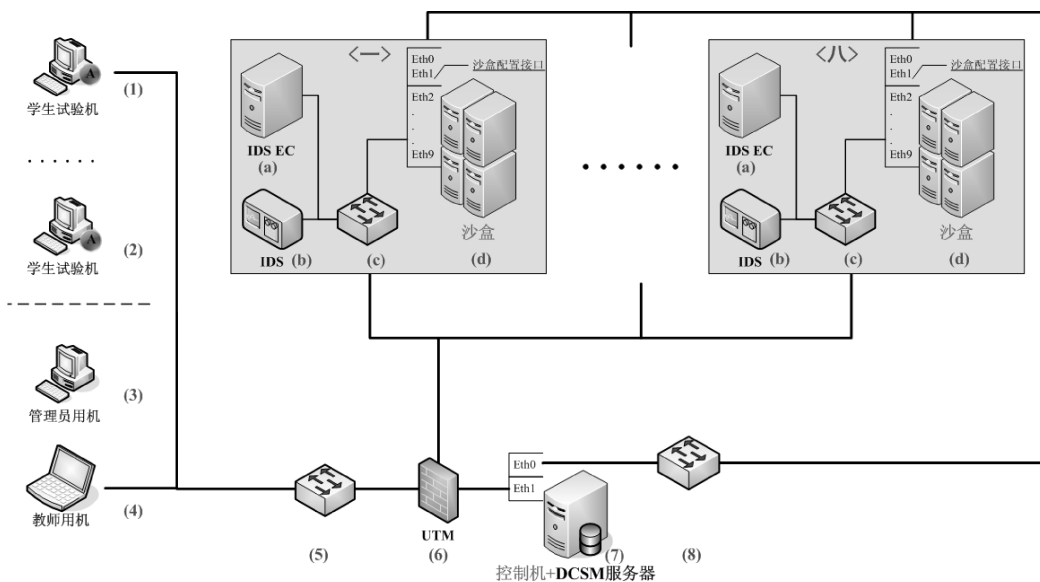 〈一〉
Eth0
Eth1
沙盒配置接口
Eth2
.
.
.
Eth9
IDS EC
(a)
IDS (b)
(c)
沙盒
(d)
......
〈八〉
Eth0
Eth1
沙盒配置接口
Eth2
.
.
.
Eth9
IDS EC
(a)
IDS (b)
(c)
沙盒
(d)
A
(1)
学生试验机
......
A
(2)
学生试验机
(3)
管理员用机
(4)
教师用机
(5)
UTM
(6)
Eth0
Eth1
(7)
控制机+DCSM服务器
(8)